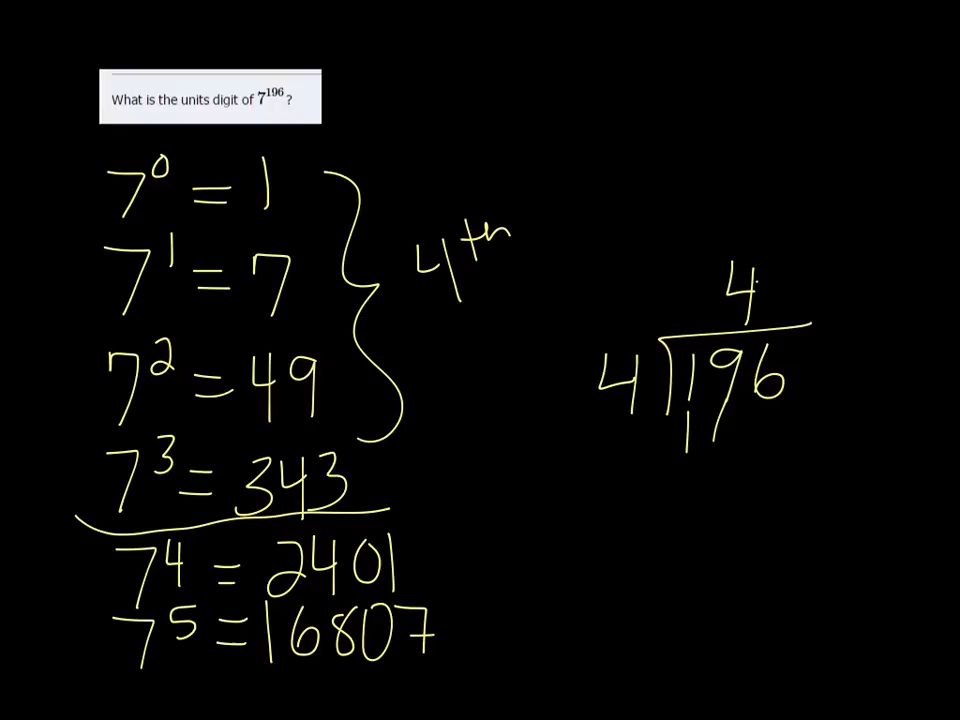 What is the units digit of 7^196 ?
7^0 = 1
7^1 = 7
4th
7^2 = 49
7^3 = 343
7^4 = 2401
7^5 = 16807
4
4 196
1